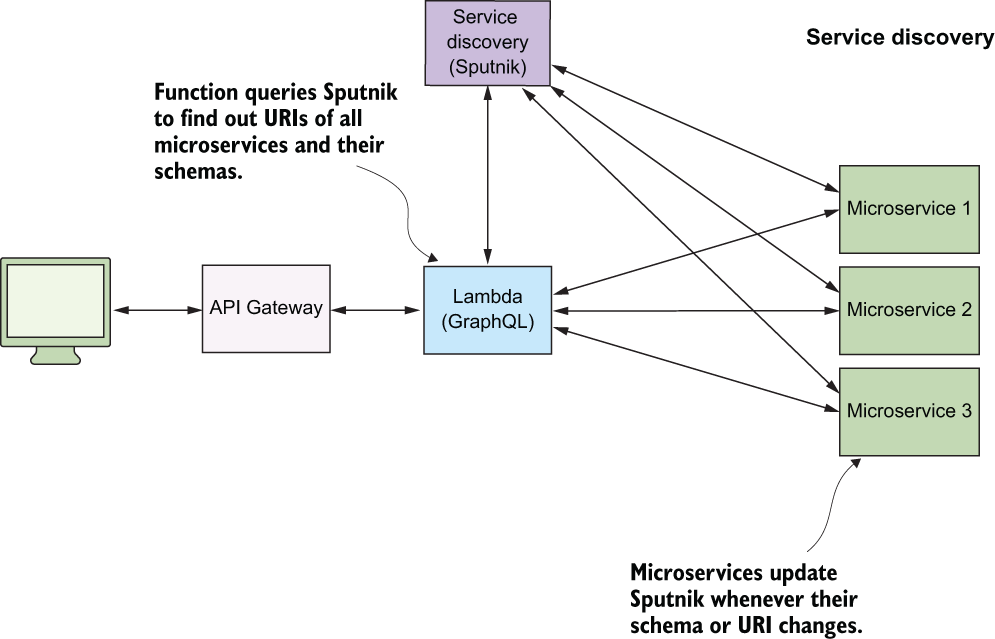 Service
discovery
(Sputnik)
Service discovery
Function queries Sputnik
to find out URIs of all
microservices and their
schemas.
Microservice 1
API Gateway
Lambda
(GraphQL)
Microservice 2
Microservice 3
Microservices update
Sputnik whenever their
schema or URI changes.